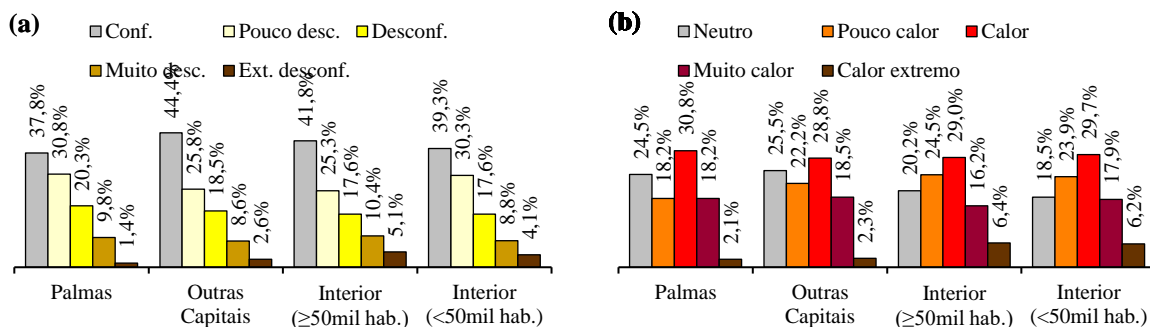 (a)
Conf. Pouco desc. Desconf.
Muito desc. Ext. desconf.
37,8% 30,8% 20,3% 9,8% 1,4%
44,4% 25,8% 18,5% 8,6% 2,6%
41,8% 25,3% 17,6% 10,4% 5,1%
39,3% 30,3% 17,6% 8,8% 4,1%
Palmas Outras Interior Interior
Capitais (≥50mil hab.) (<50mil hab.)
(b)
Neutro Pouco calor Calor
Muito calor Calor extremo
24,5% 18,2% 30,8% 18,2% 2,1%
25,5% 22,2% 28,8% 18,5% 2,3%
20,2% 24,5% 29,0% 16,2% 6,4%
18,5% 23,9% 29,7% 17,9% 6,2%
Palmas Outras Interior Interior
Capitais (≥50mil hab.) (<50mil hab.)